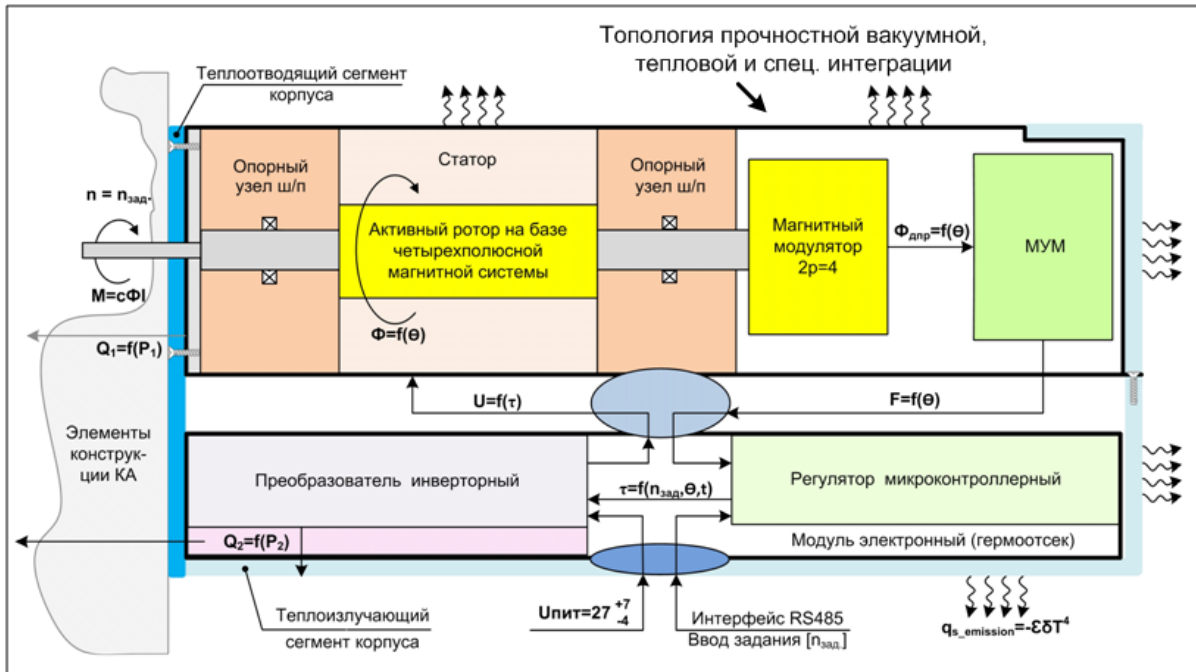 Топология прочностной вакуумной,
тепловой и спец. интеграции
Теплоотводящий сегмент
корпуса
Опорный
узел ш/п
Статор
Опорный
узел ш/п
n = nзад.
Активный ротор на базе
четырехполюсной
магнитной системы
Магнитный
модулятор
2p=4
Фдпр=f(ϴ)
МУМ
M=cФI
Ф=f(ϴ)
Q1=f(P1)
U=f(τ)
F=f(ϴ)
Элементы
конструк-
ции КА
Преобразователь инверторный
τ=f(nзад,ϴ,t)
Регулятор микроконтроллерный
Q2=f(P2)
Модуль электронный (гермоотсек)
Теплоизлучающий
сегмент корпуса
Uпит=27 +7 -4
Интерфейс RS485
Ввод задания [nзад.]
qs_emission=-ƐδT⁴